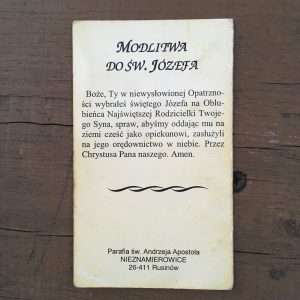 MODLITWA
DO ŚW. JÓZEFA
Boże, Ty w niewysłowionej Opatrzno-
ści wybrałeś świętego Józefa na Oblu-
bieńca Najświętszej Rodzicielki Twoje-
go Syna, spraw, abyśmy oddając mu na
ziemi cześć jako opiekunowi, zasłużyli
na jego orędownictwo w niebie. Przez
Chrystusa Pana naszego. Amen.
Parafia św. Andrzeja Apostoła
NIEZNAMIEROWICE
26-411 Rusinów